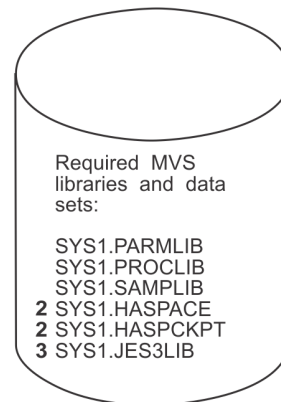 Required MVS
libraries and data
sets:
SYS1.PARMLIB
SYS1.PROCLIB
SYS1.SAMPLIB
2 SYS1.HASPACE
2 SYS1.HASPCKPT
3 SYS1.JES3LIB